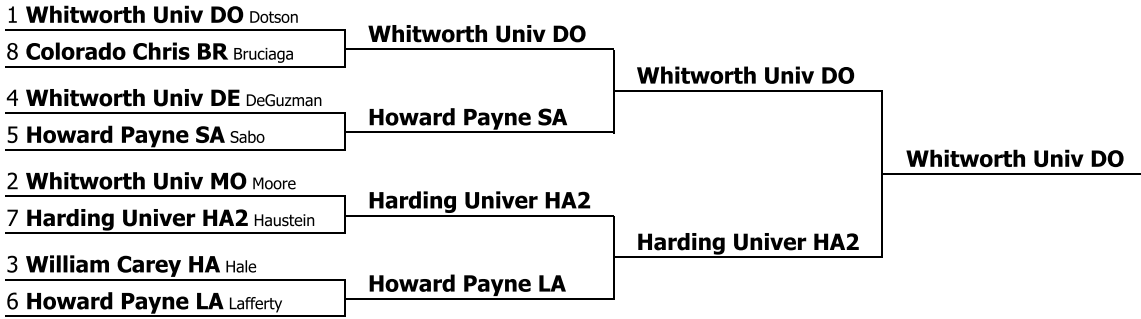 1 Whitworth Univ DO Dotson
8 Colorado Chris BR Bruciaga
4 Whitworth Univ DE DeGuzman
5 Howard Payne SA Sabo
2 Whitworth Univ MO Moore
7 Harding Univer HA2 Haustein
3 William Carey HA Hale
6 Howard Payne LA Lafferty
Whitworth Univ DO
Howard Payne SA
Harding Univer HA2
Howard Payne LA
Whitworth Univ DO
Harding Univer HA2
Whitworth Univ DO